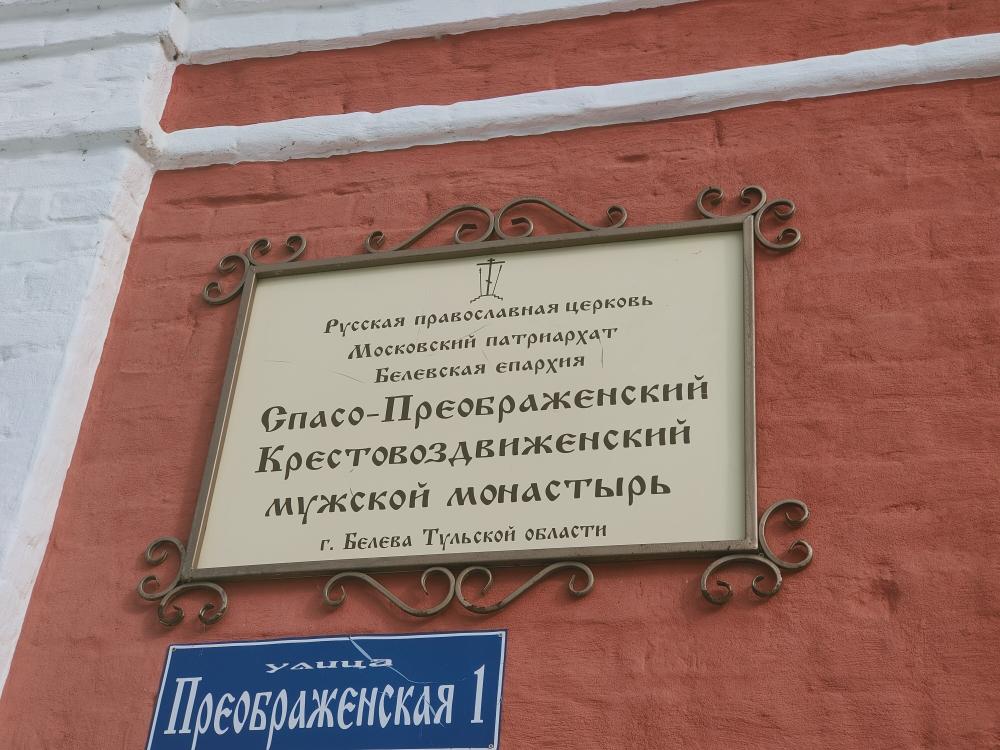 Русская православная церковь
Московский патриархат
Белевская епархия
Спасо-Преображенский
Крестовоздвиженский
мужской монастырь
г. Белева Тульской области
улица
Преображенская 1